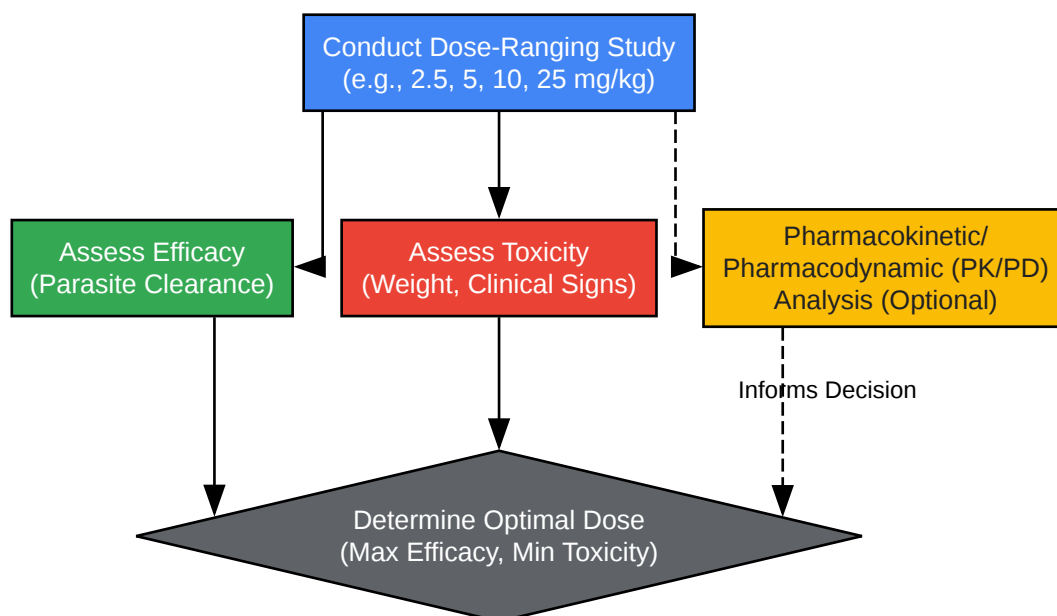 Conduct Dose-Ranging Study
(e.g., 2.5, 5, 10, 25 mg/kg)
Assess Efficacy
(Parasite Clearance)
Assess Toxicity
(Weight, Clinical Signs)
Pharmacokinetic/
Pharmacodynamic (PK/PD)
Analysis (Optional)
Informs Decision
Determine Optimal Dose
(Max Efficacy, Min Toxicity)